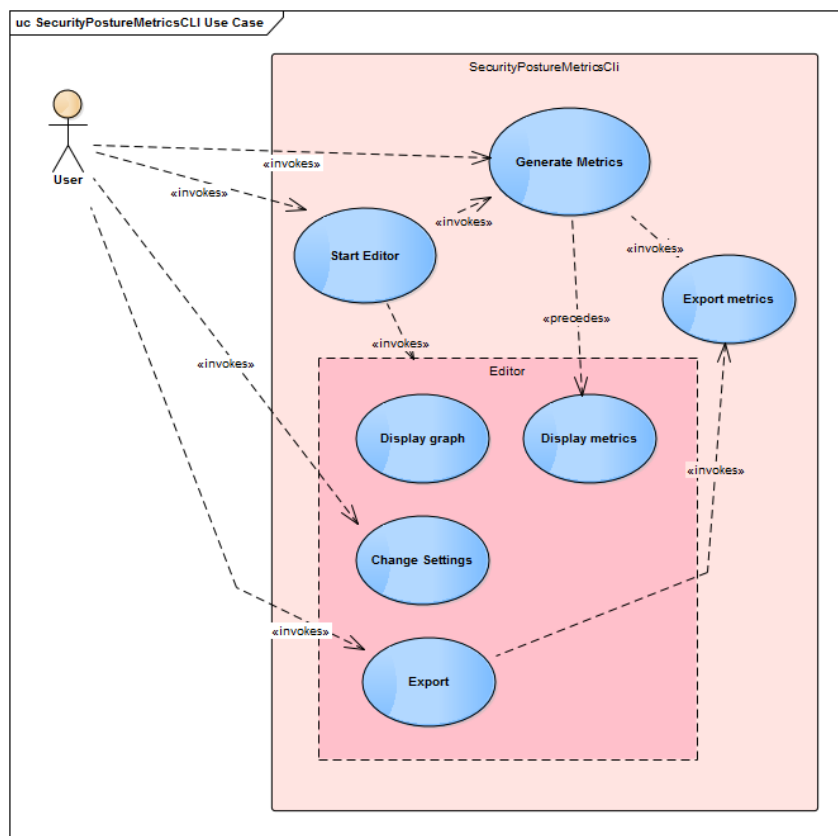 uc SecurityPostureMetricsCLI Use Case
SecurityPostureMetricsCli
User
«invokes»
Generate Metrics
«invokes»
«invokes»
Start Editor
«invokes»
Export metrics
«precedes»
«invokes»
«invokes»
Editor
Display graph
Display metrics
«invokes»
Change Settings
«invokes»
Export